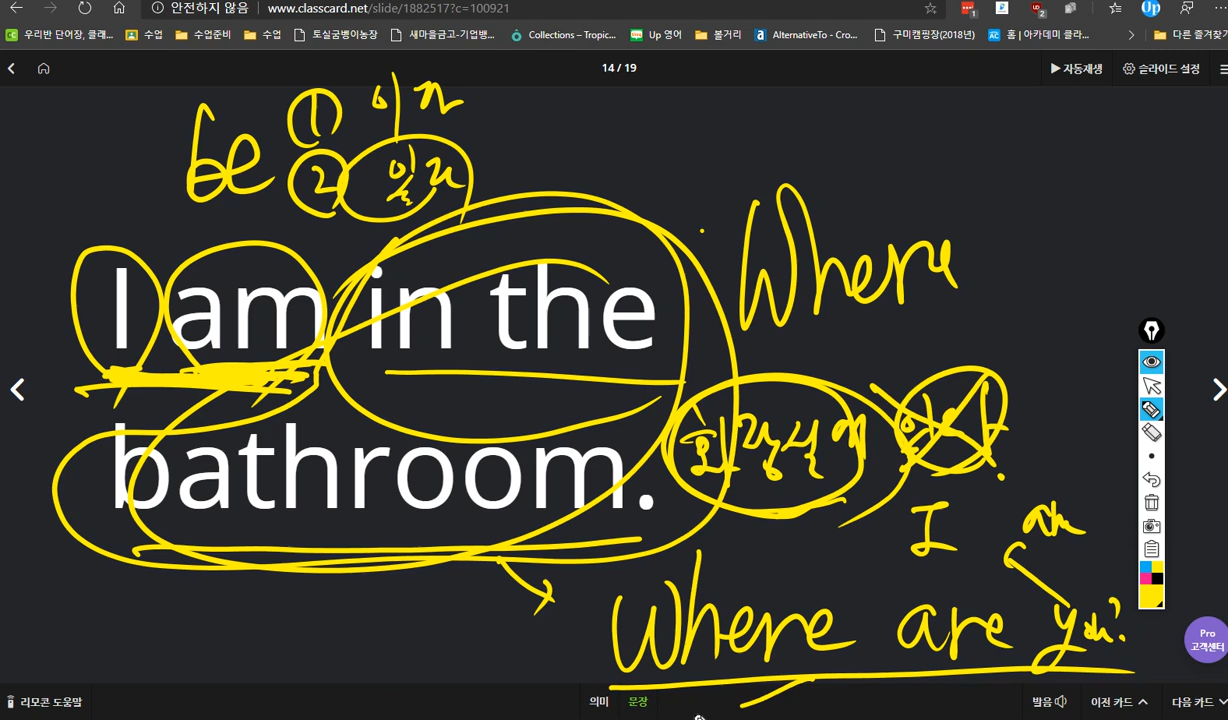 안전하지 않음 www.classcard.net/slide/1882517?c=100921
우리반 단어장, 클래... 수업 수업준비 수업 토실굼벵이농장 새마을금고-기업뱅... Collections – Tropic... Up 영어 볼거리 AlternativeTo - Cro... 구미캠핑장(2018년) 홈 | 아카데미 클라... 다른 즐겨찾기
14 / 19 자동재생 슬라이드 설정
be ① 이다
② 있다
Where
I am in the
bathroom.
화장실에
I am
Where are you?
Pro
고객센터
리모콘 도움말 의미 문장 발음 이전 카드 다음 카드